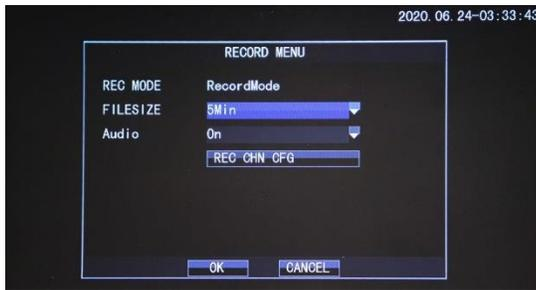 2020.06.24-03:33:43
RECORD MENU
REC MODE RecordMode
FILESIZE 5Min
Audio On
REC CHN CFG
OK CANCEL